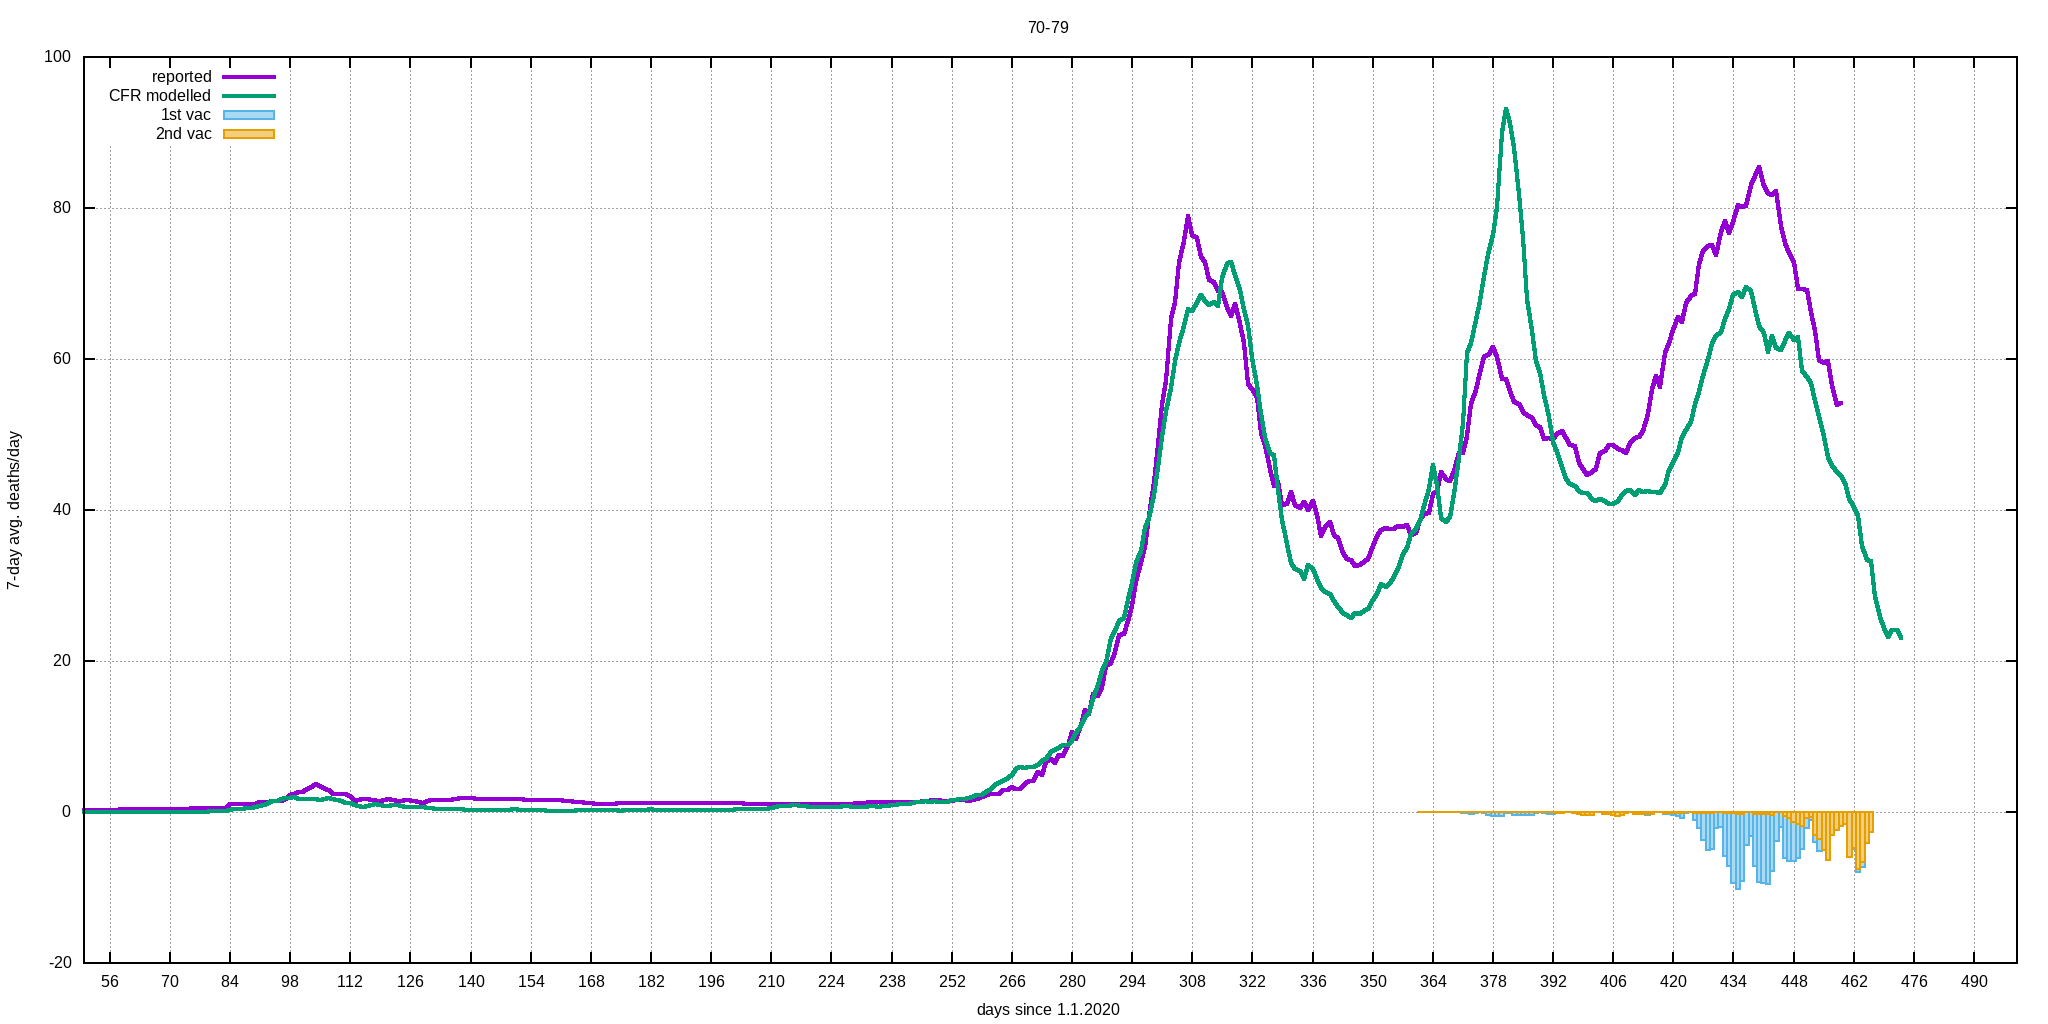 70-79
100
80
60
40
20
0
-20
7-day avg. deaths/day
reported
CFR modelled
1st vac
2nd vac
56 70 84 98 112 126 140 154 168 182 196 210 224 238 252 266 280 294 308 322 336 350 364 378 392 406 420 434 448 462 476 490
days since 1.1.2020